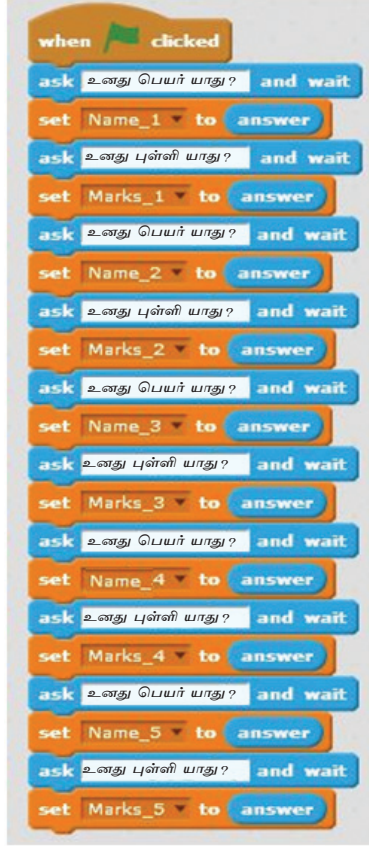 when clicked
ask உனது பெயர் யாது? and wait
set Name_1 to answer
ask உனது புள்ளி யாது? and wait
set Marks_1 to answer
ask உனது பெயர் யாது? and wait
set Name_2 to answer
ask உனது புள்ளி யாது? and wait
set Marks_2 to answer
ask உனது பெயர் யாது? and wait
set Name_3 to answer
ask உனது புள்ளி யாது? and wait
set Marks_3 to answer
ask உனது பெயர் யாது? and wait
set Name_4 to answer
ask உனது புள்ளி யாது? and wait
set Marks_4 to answer
ask உனது பெயர் யாது? and wait
set Name_5 to answer
ask உனது புள்ளி யாது? and wait
set Marks_5 to answer